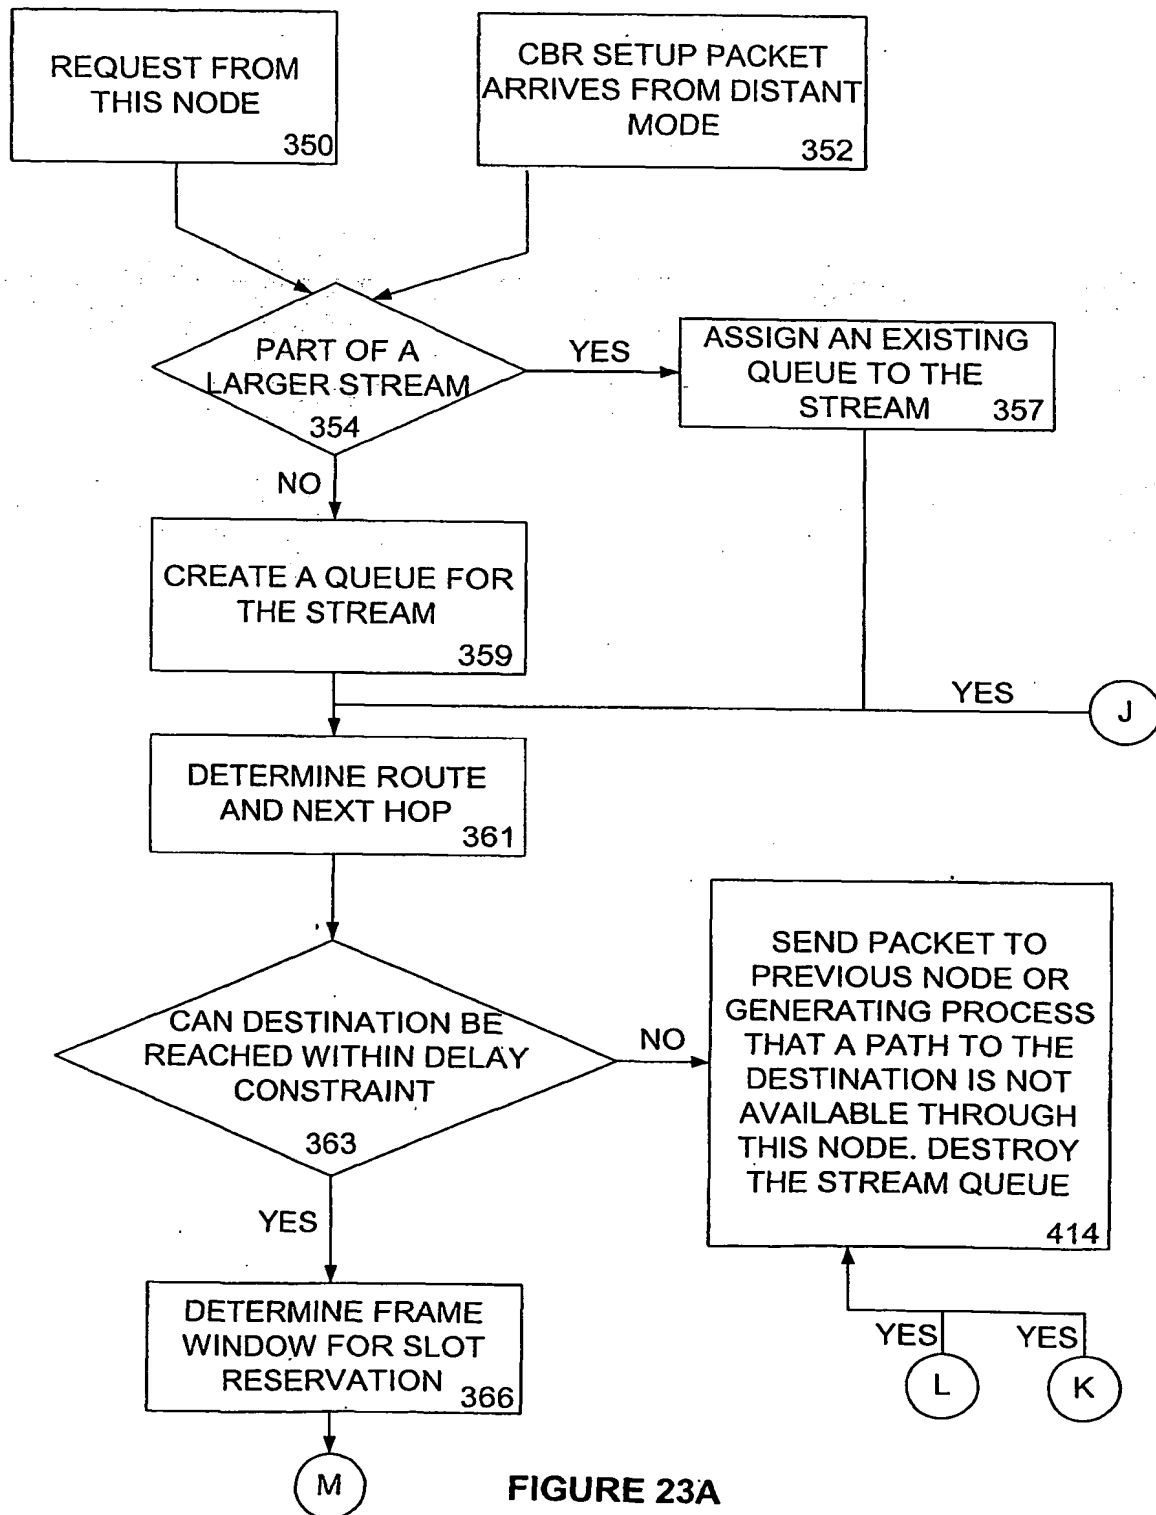 REQUEST FROM
THIS NODE
350
CBR SETUP PACKET
ARRIVES FROM DISTANT
MODE
352
PART OF A
LARGER STREAM
354
YES
ASSIGN AN EXISTING
QUEUE TO THE
STREAM
357
NO
CREATE A QUEUE FOR
THE STREAM
359
YES
J
DETERMINE ROUTE
AND NEXT HOP
361
CAN DESTINATION BE
REACHED WITHIN DELAY
CONSTRAINT
363
NO
SEND PACKET TO
PREVIOUS NODE OR
GENERATING PROCESS
THAT A PATH TO THE
DESTINATION IS NOT
AVAILABLE THROUGH
THIS NODE. DESTROY
THE STREAM QUEUE
414
YES
DETERMINE FRAME
WINDOW FOR SLOT
RESERVATION
366
YES
YES
L
K
M
FIGURE 23A